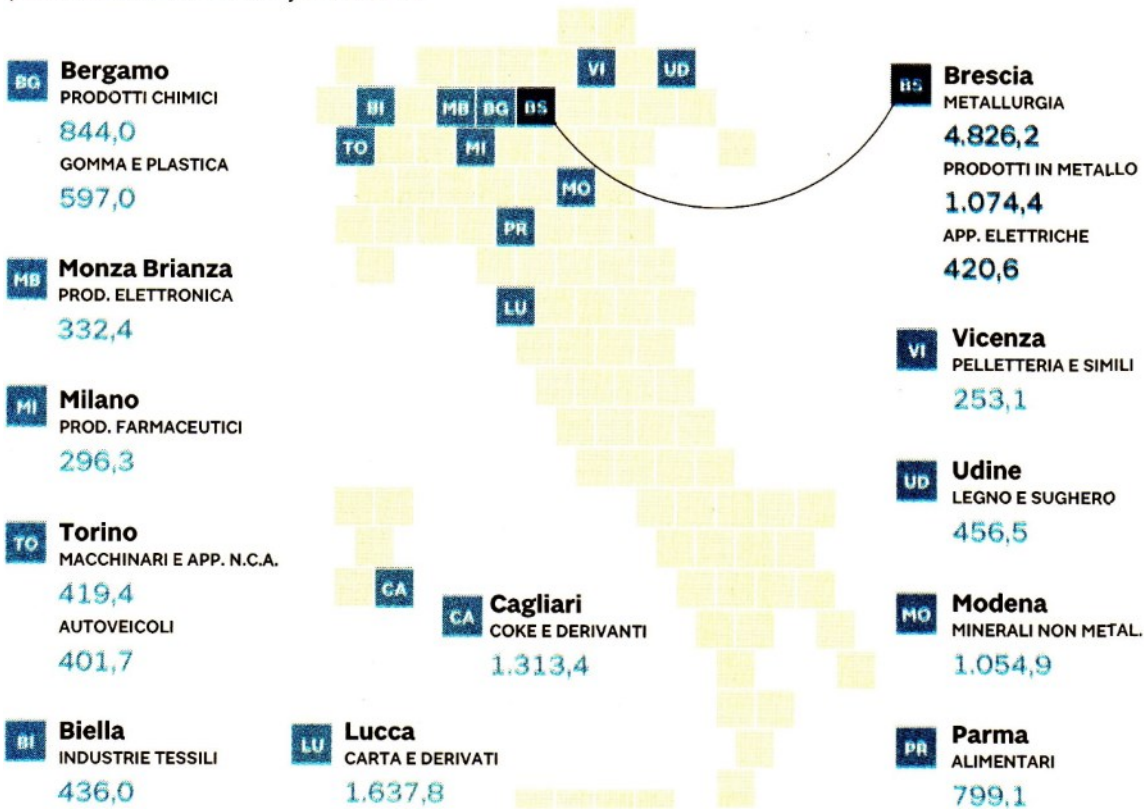 BG Bergamo
PRODOTTI CHIMICI
844,0
GOMMA E PLASTICA
597,0
MB Monza Brianza
PROD. ELETTRONICA
332,4
MI Milano
PROD. FARMACEUTICI
296,3
TO Torino
MACCHINARI E APP. N.C.A.
419,4
AUTOVEICOLI
401,7
BI Biella
INDUSTRIE TESSILI
436,0
LU Lucca
CARTA E DERIVATI
1.637,8
CA Cagliari
COKE E DERIVANTI
1.313,4
VI UD
BI MB BG BS
TO MI
MO
PR
LU
CA
BS Brescia
METALLURGIA
4.826,2
PRODOTTI IN METALLO
1.074,4
APP. ELETTRICHE
420,6
VI Vicenza
PELLETTERIA E SIMILI
253,1
UD Udine
LEGNO E SUGHERO
456,5
MO Modena
MINERALI NON METAL.
1.054,9
PR Parma
ALIMENTARI
799,1